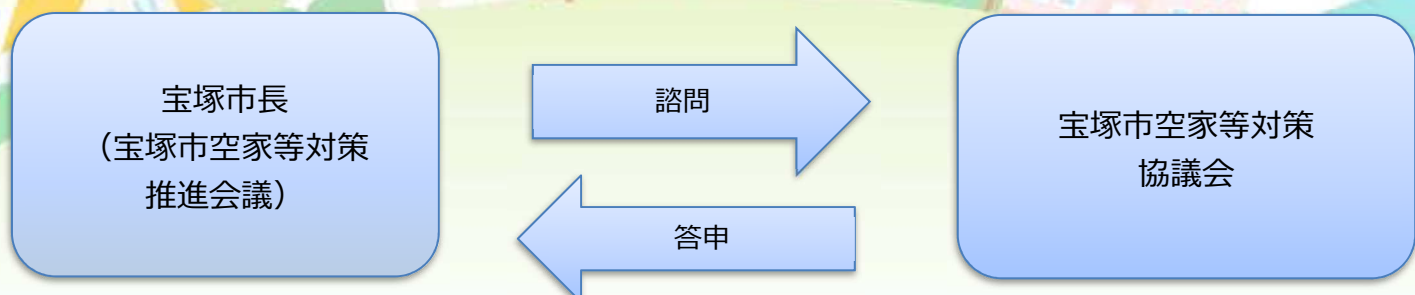 宝塚市長
（宝塚市空家等対策
推進会議）
諮問
答申
宝塚市空家等対策
協議会